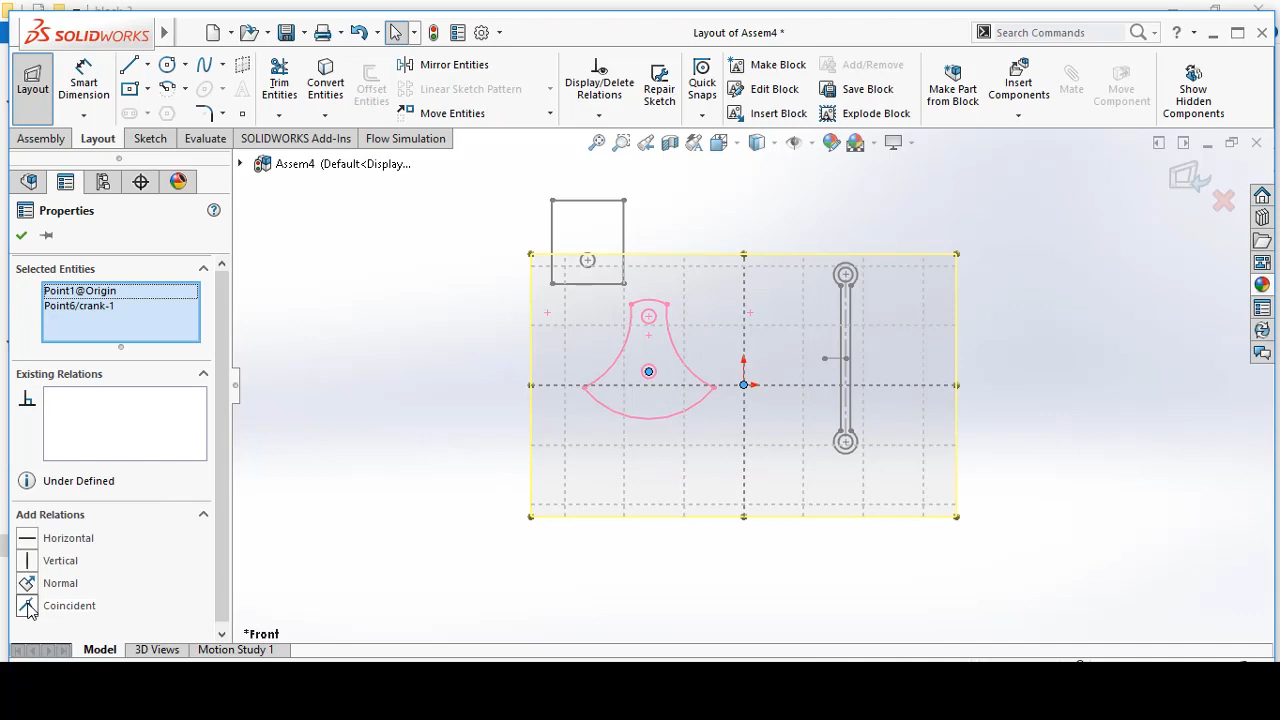 SOLIDWORKS
Layout of Assem4 *
Search Commands
Layout
Smart Dimension
Trim Entities
Convert Entities
Offset Entities
Mirror Entities
Linear Sketch Pattern
Move Entities
Display/Delete Relations
Repair Sketch
Quick Snaps
Make Block
Edit Block
Insert Block
Add/Remove
Save Block
Explode Block
Make Part from Block
Insert Components
Mate
Move Component
Show Hidden Components
Assembly
Layout
Sketch
Evaluate
SOLIDWORKS Add-Ins
Flow Simulation
Assem4 (Default<Display...
Properties
Selected Entities
Point1@Origin
Point6/crank-1
Existing Relations
Under Defined
Add Relations
Horizontal
Vertical
Normal
Coincident
*Front
Model
3D Views
Motion Study 1